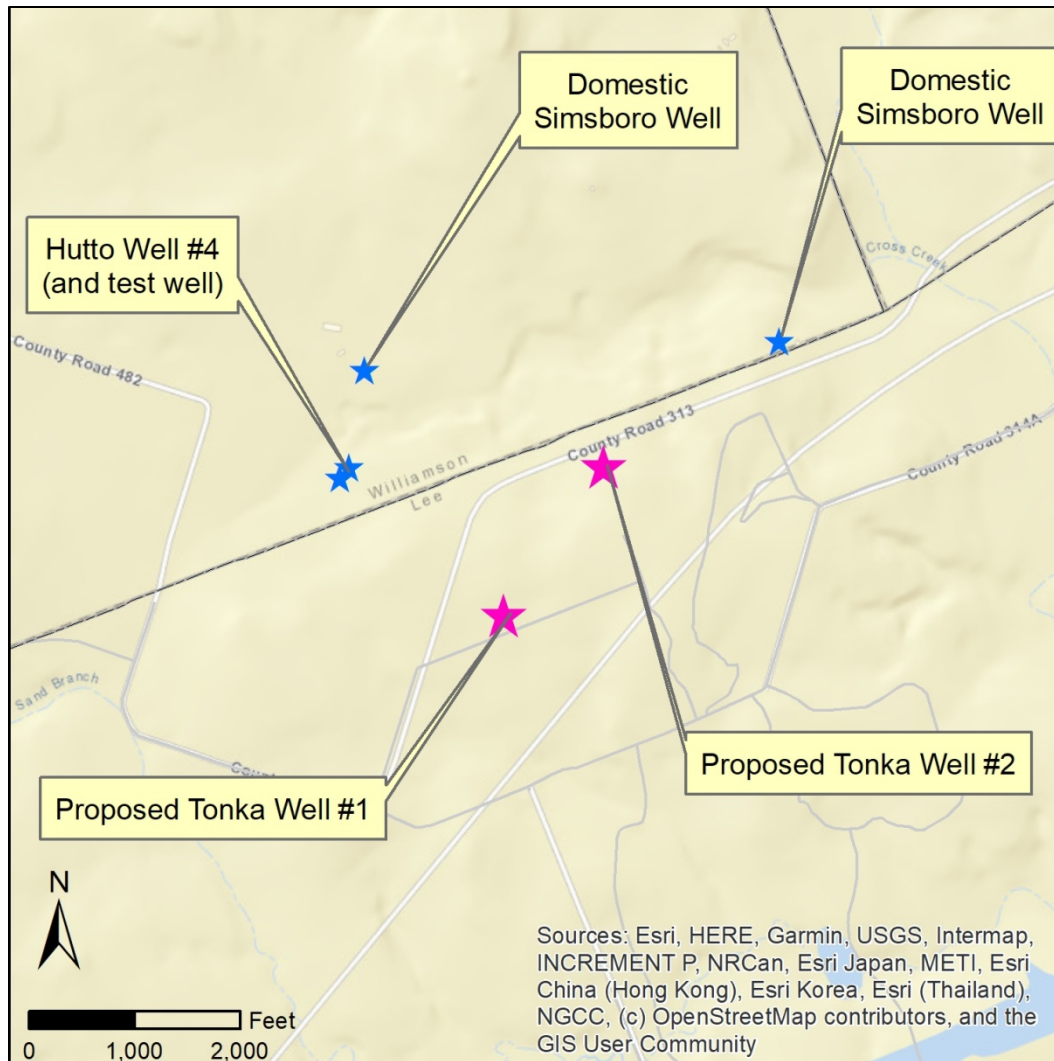 Domestic
Simsboro Well
Domestic
Simsboro Well
Hutto Well #4
(and test well)
Cross Creek
County Road 482
County Road 313
Williamson
Lee
County Road 314A
Sand Branch
Proposed Tonka Well #2
Proposed Tonka Well #1
N
Feet
0 1,000 2,000
Sources: Esri, HERE, Garmin, USGS, Intermap,
INCREMENT P, NRCan, Esri Japan, METI, Esri
China (Hong Kong), Esri Korea, Esri (Thailand),
NGCC, (c) OpenStreetMap contributors, and the
GIS User Community